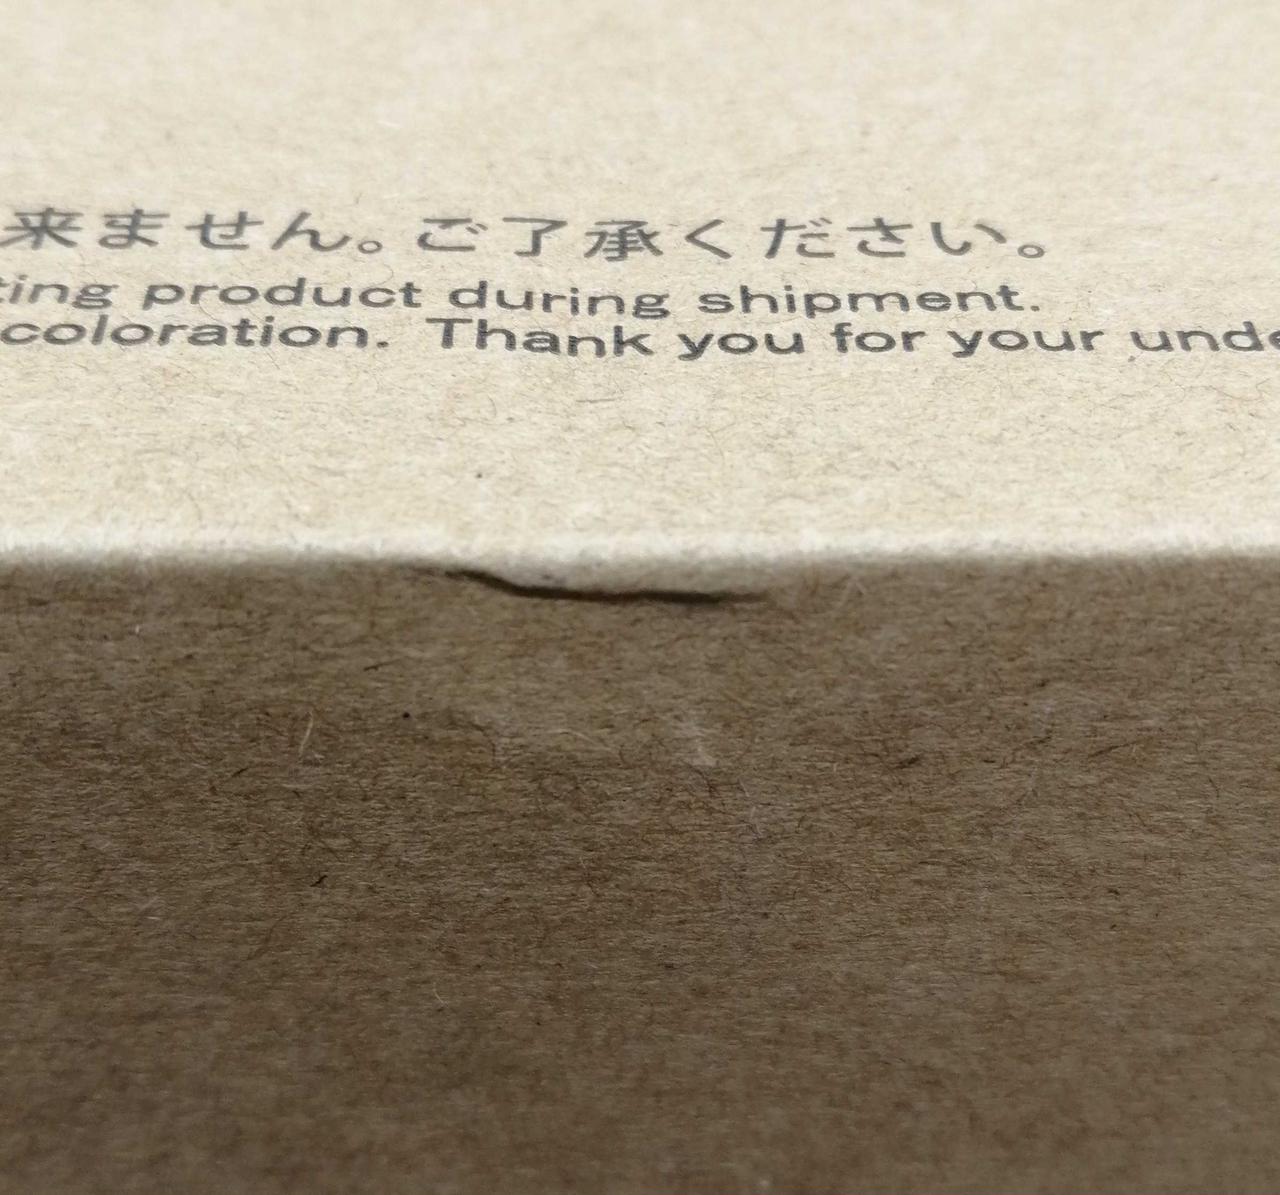 来ません。ご了承ください。
ting product during shipment.
coloration. Thank you for your unde